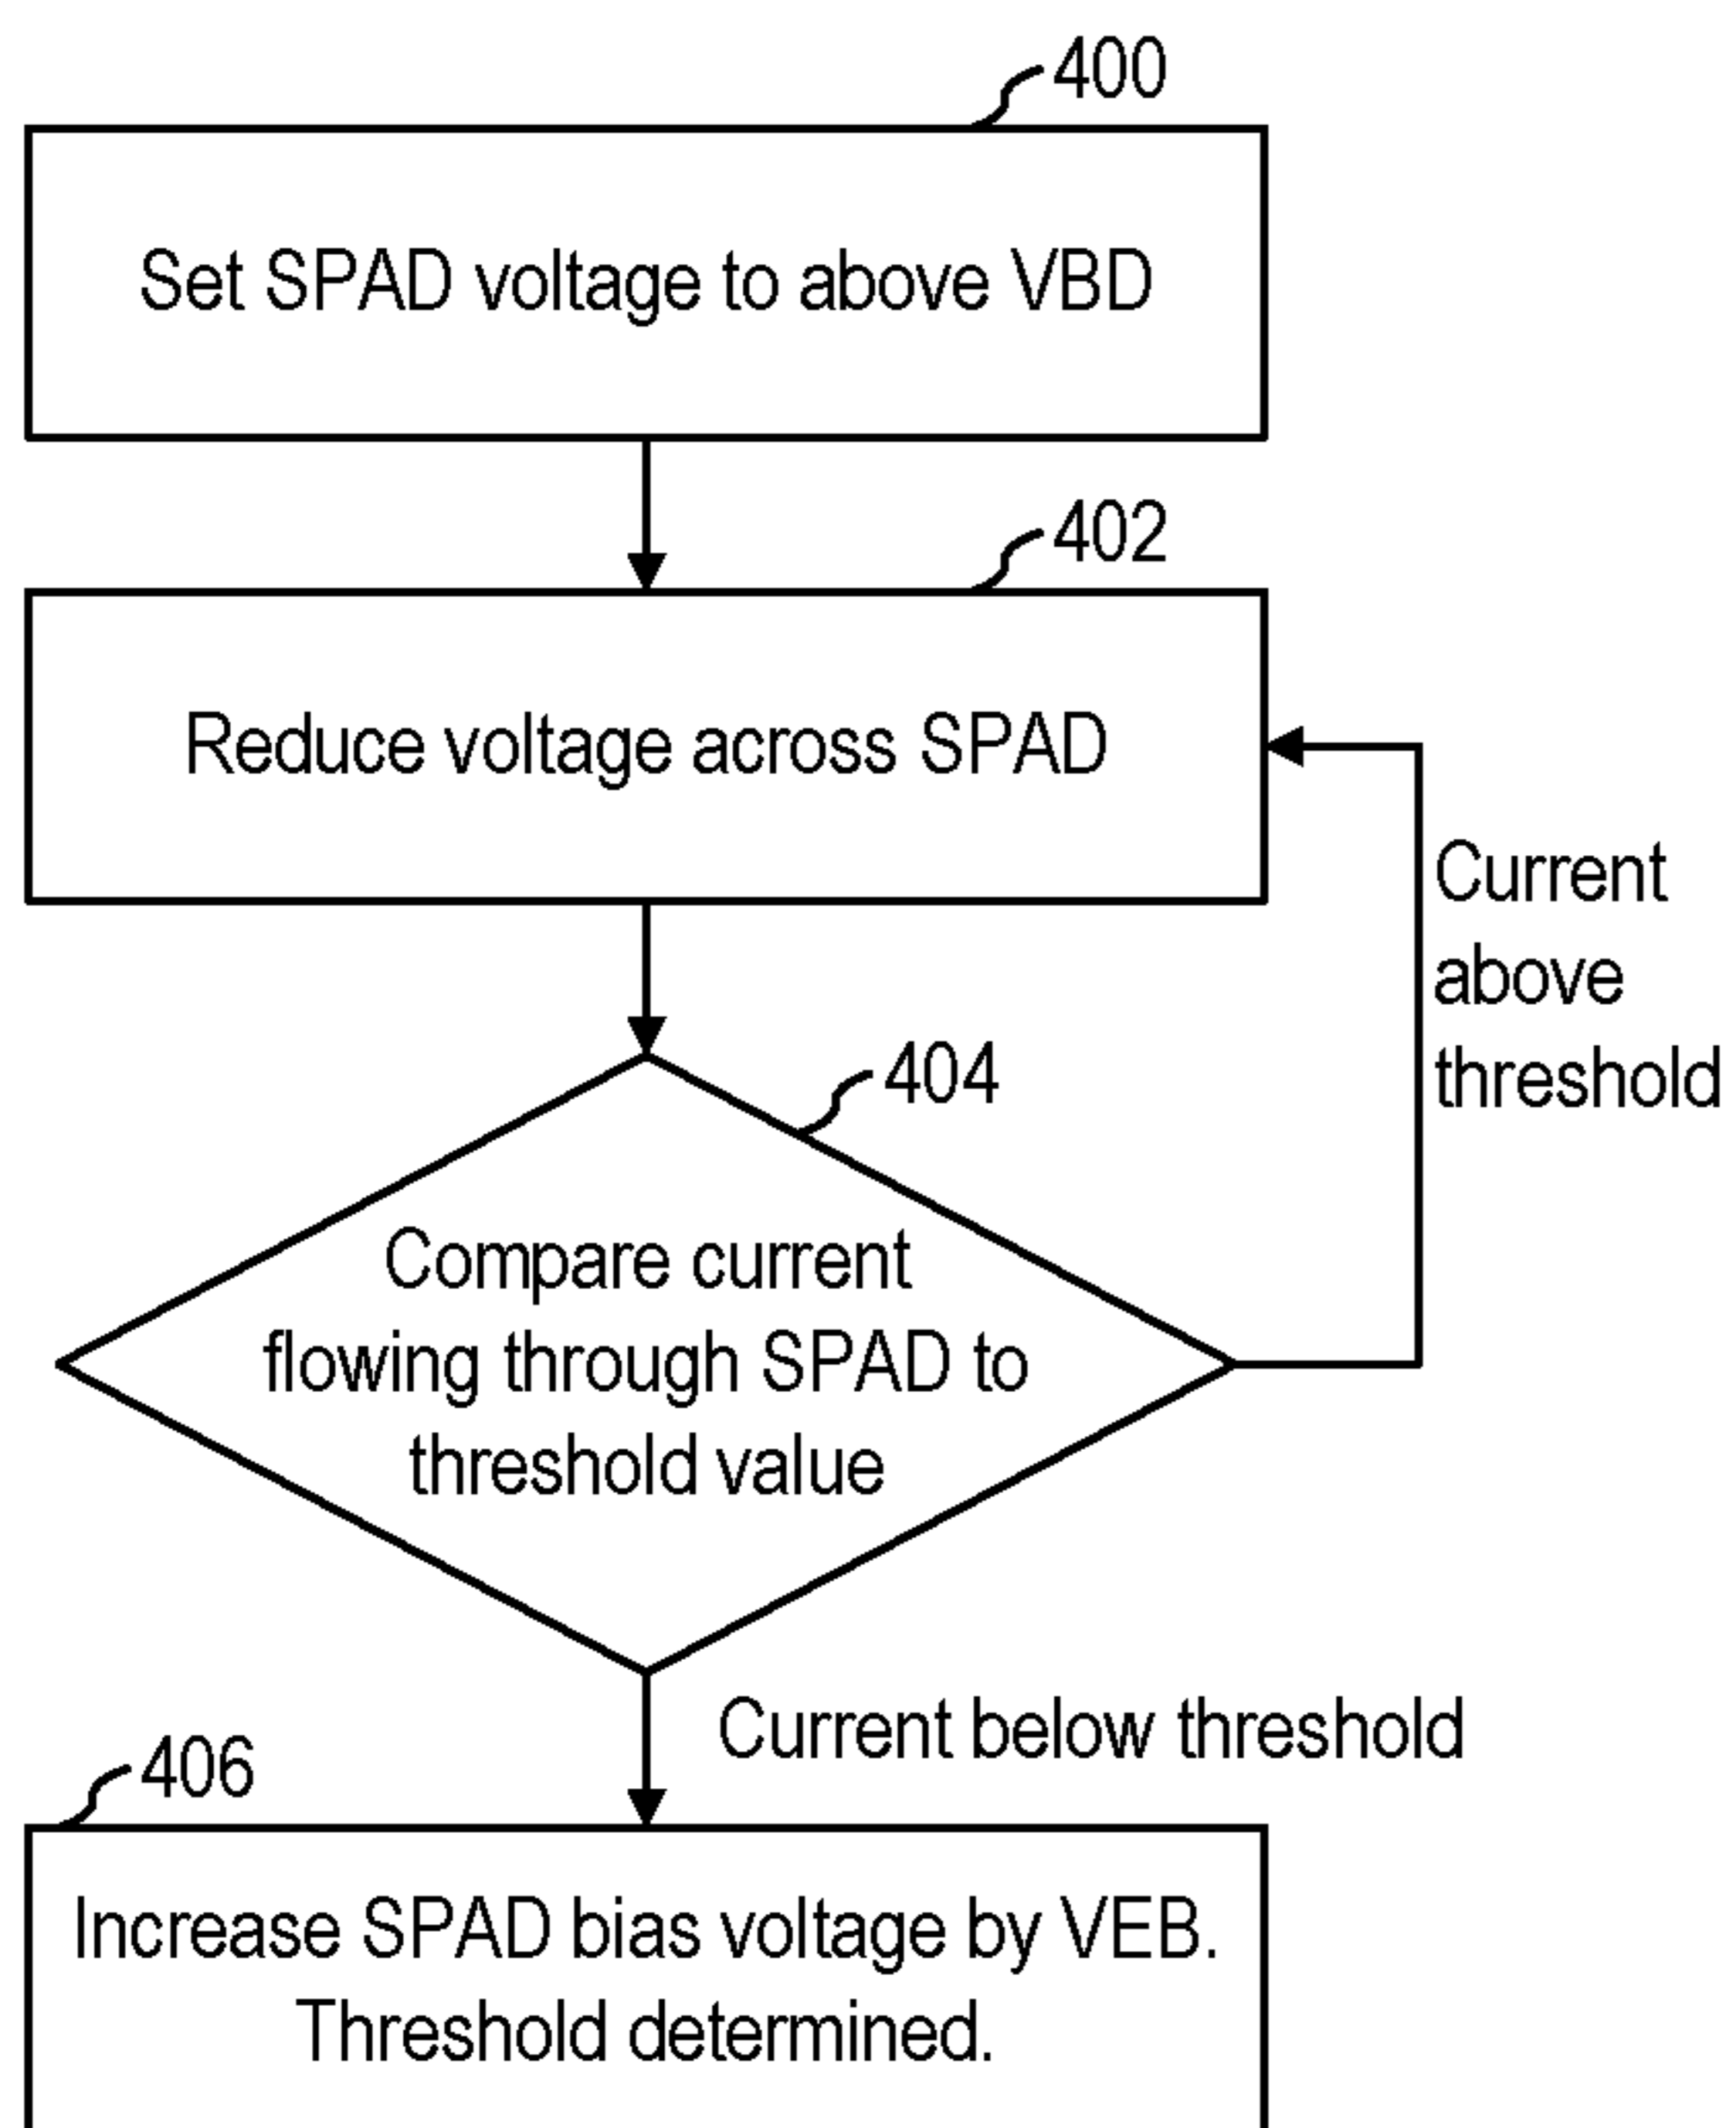 400
Set SPAD voltage to above VBD
402
Reduce voltage across SPAD
Current
above
threshold
404
Compare current
flowing through SPAD to
threshold value
Current below threshold
406
Increase SPAD bias voltage by VEB.
Threshold determined.